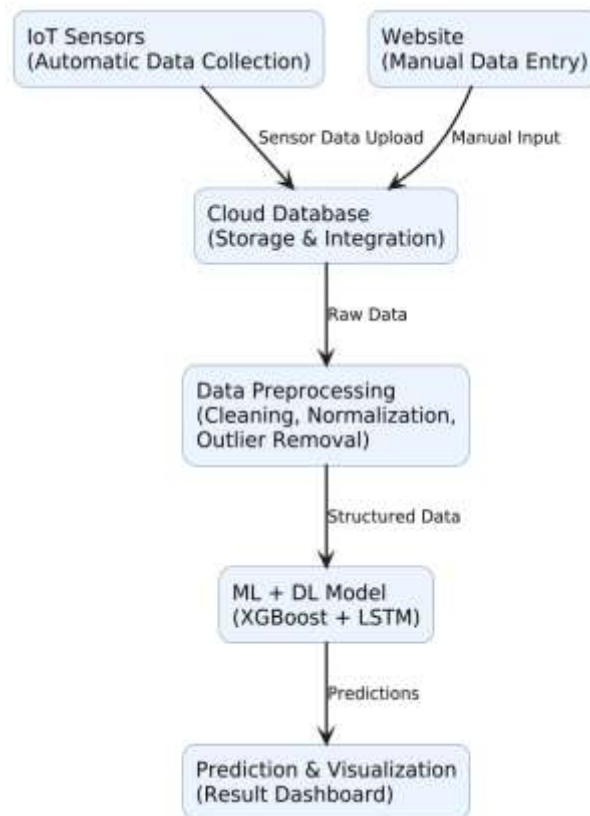 IoT Sensors
(Automatic Data Collection)
Website
(Manual Data Entry)
Sensor Data Upload
Manual Input
Cloud Database
(Storage & Integration)
Raw Data
Data Preprocessing
(Cleaning, Normalization,
Outlier Removal)
Structured Data
ML + DL Model
(XGBoost + LSTM)
Predictions
Prediction & Visualization
(Result Dashboard)